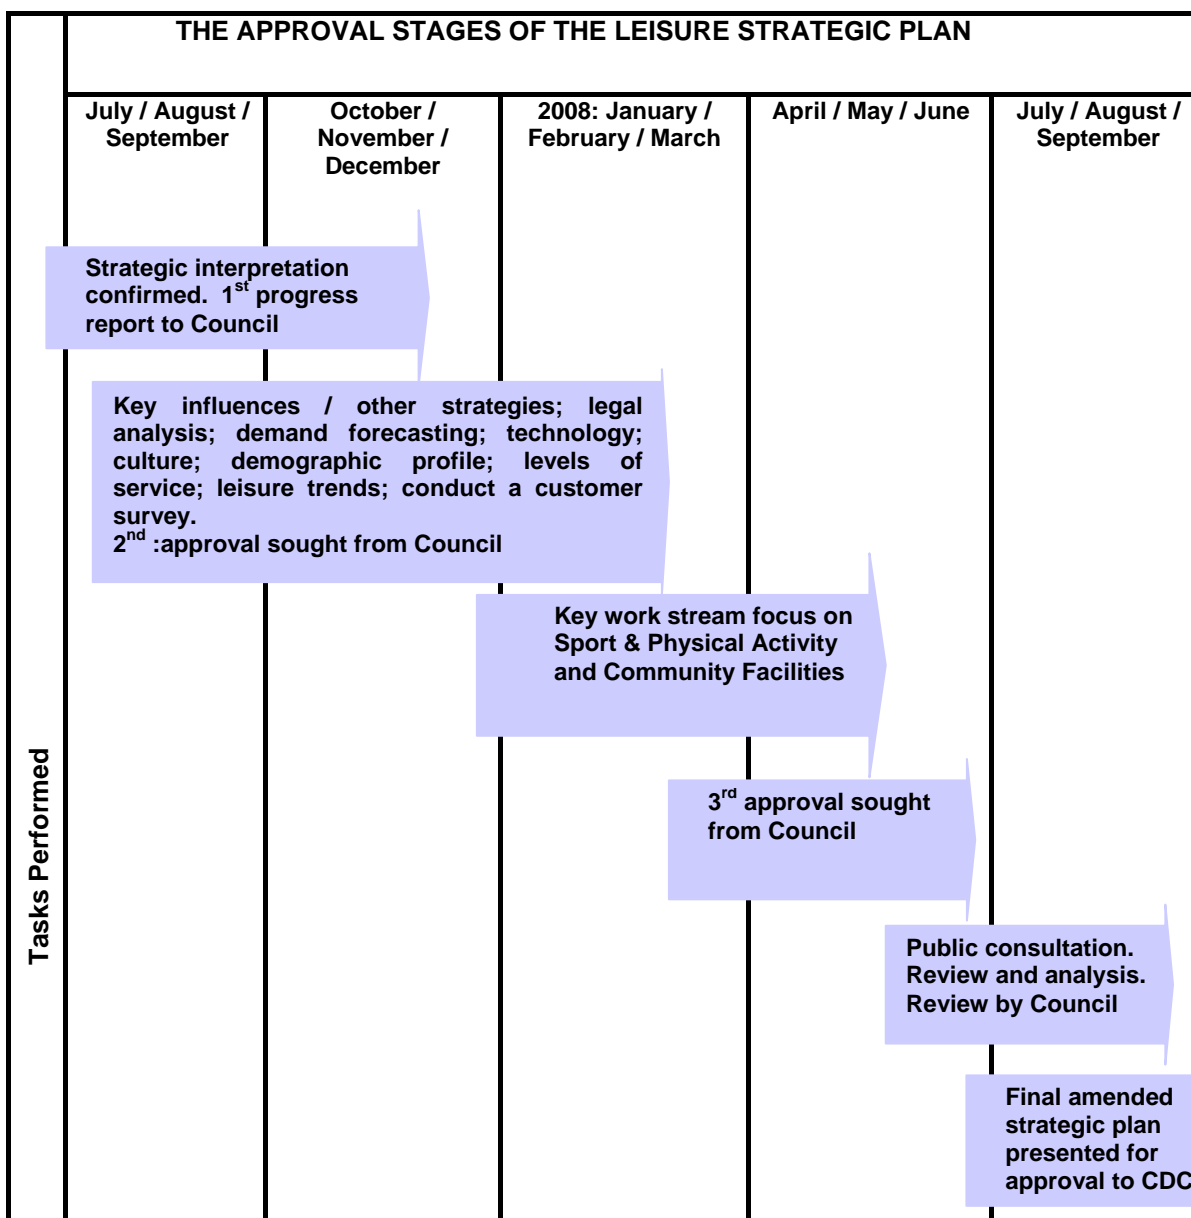 THE APPROVAL STAGES OF THE LEISURE STRATEGIC PLAN
July / August /
September
October /
November /
December
2008: January /
February / March
April / May / June
July / August /
September
Tasks Performed
Strategic interpretation
confirmed. 1st progress
report to Council
Key influences / other strategies; legal
analysis; demand forecasting; technology;
culture; demographic profile; levels of
service; leisure trends; conduct a customer
survey.
2nd :approval sought from Council
Key work stream focus on
Sport & Physical Activity
and Community Facilities
3rd approval sought
from Council
Public consultation.
Review and analysis.
Review by Council
Final amended
strategic plan
presented for
approval to CDC